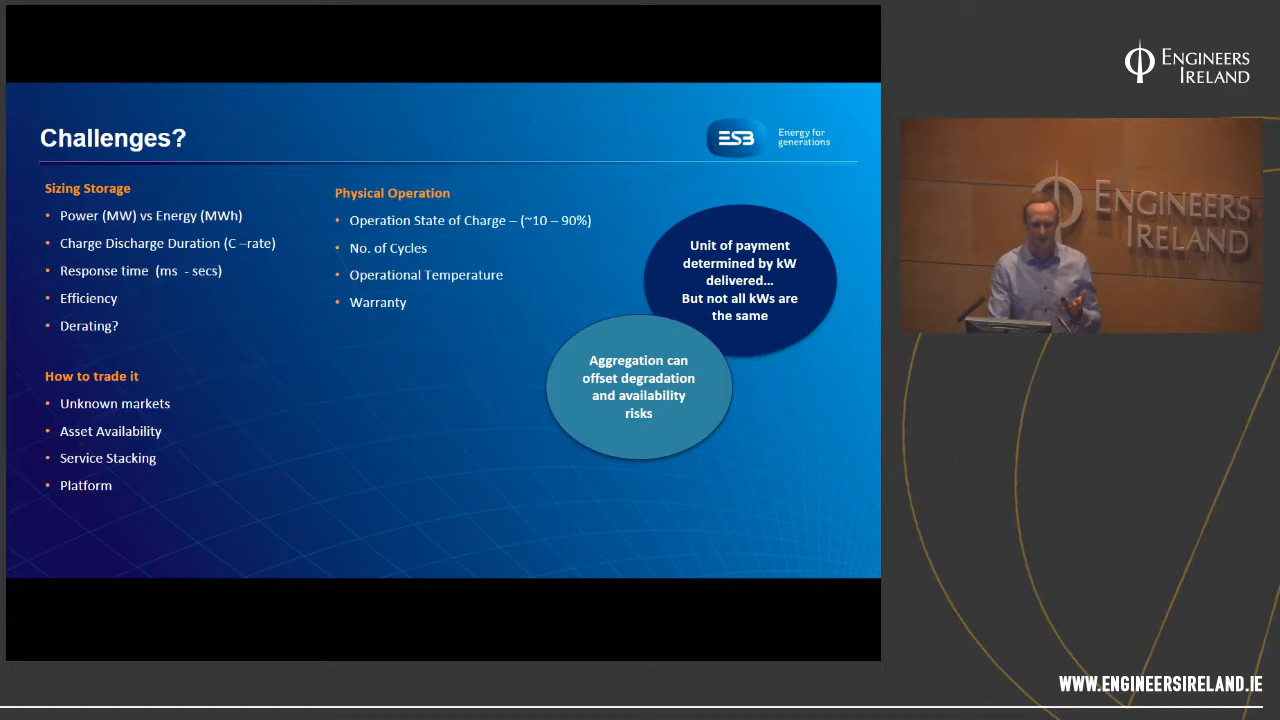 Challenges?
ESB
Energy for
generations
Sizing Storage
• Power (MW) vs Energy (MWh)
• Charge Discharge Duration (C –rate)
• Response time (ms - secs)
• Efficiency
• Derating?
How to trade it
• Unknown markets
• Asset Availability
• Service Stacking
• Platform
Physical Operation
• Operation State of Charge – (~10 – 90%)
• No. of Cycles
• Operational Temperature
• Warranty
Unit of payment
determined by kW
delivered...
But not all kWs are
the same
Aggregation can
offset degradation
and availability
risks
ENGINEERS
IRELAND
ENGINEERS
IRELAND
WWW.ENGINEERSIRELAND.IE